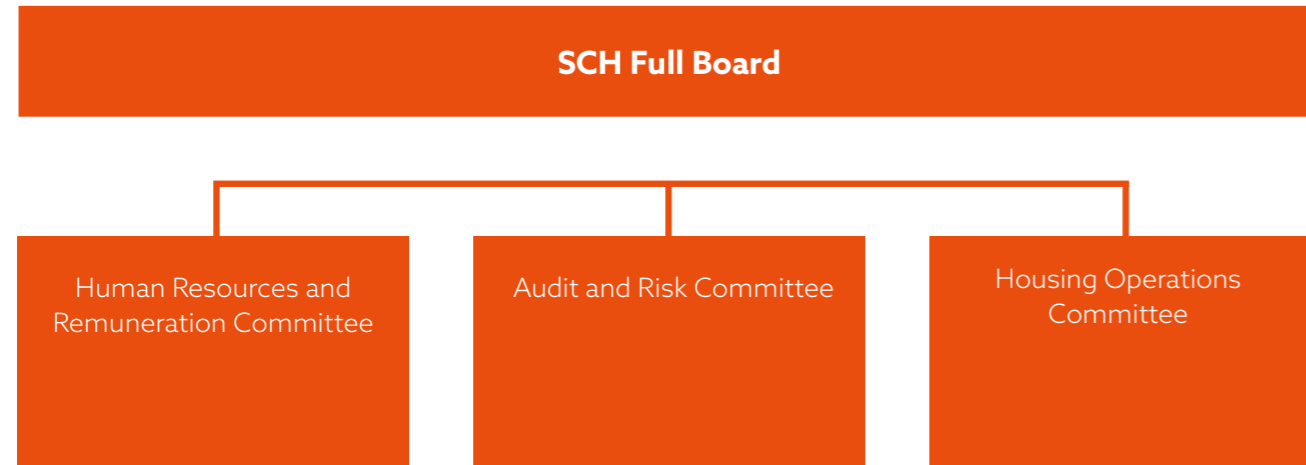 SCH Full Board
Human Resources and
Remuneration Committee
Audit and Risk Committee
Housing Operations
Committee